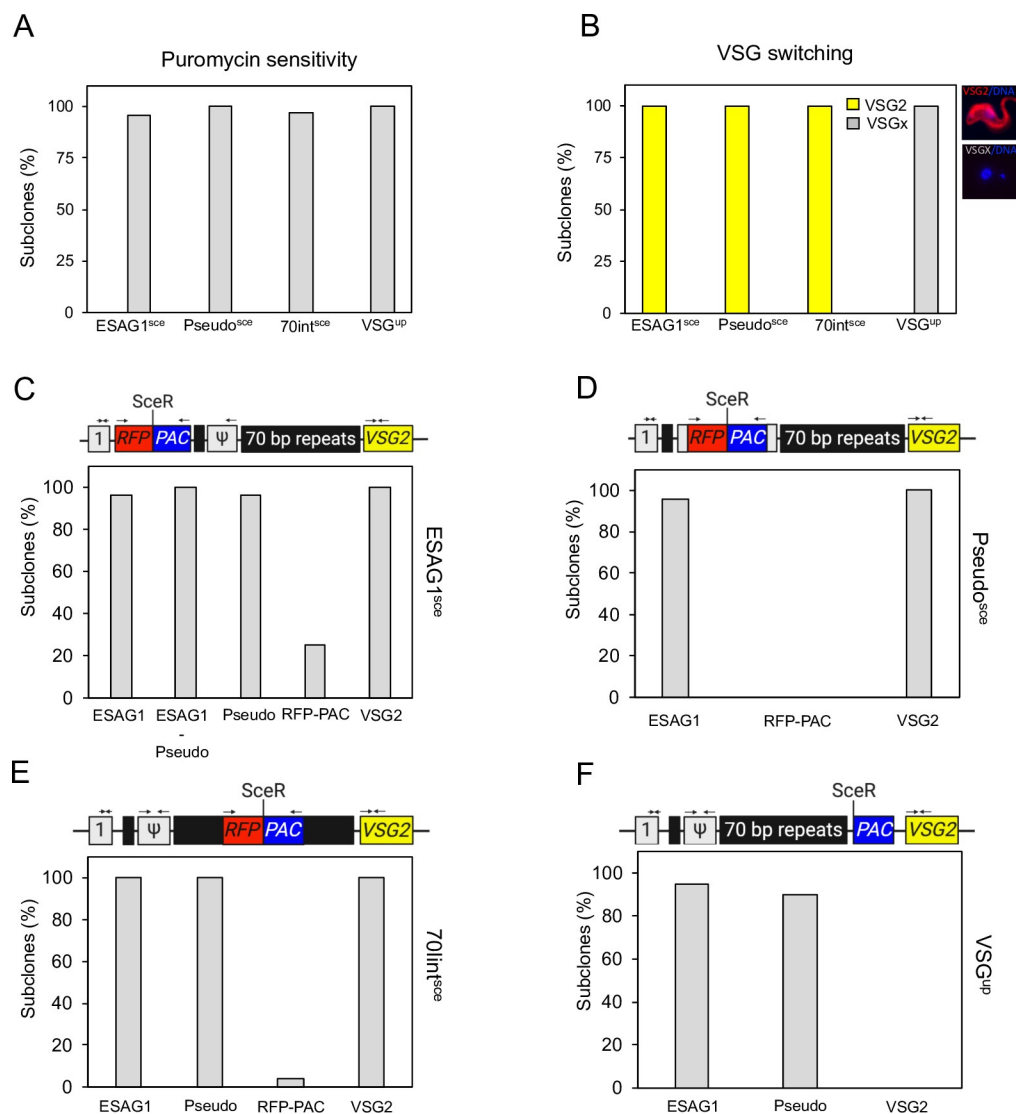 A
Puromycin sensitivity
Subclones (%)
100
75
50
25
0
ESAG1sce Pseudosce 70intsce VSGup
B
VSG switching
Subclones (%)
100
75
50
25
0
VSG2
VSGx
ESAG1sce Pseudosce 70intsce VSGup
VSG2/DNA
VSGX/DNA
C
SceR
1 RFP PAC Ψ 70 bp repeats VSG2
Subclones (%)
100
80
60
40
20
0
ESAG1 ESAG1 - Pseudo Pseudo RFP-PAC VSG2
ESAG1sce
D
SceR
1 RFP PAC 70 bp repeats VSG2
Subclones (%)
100
80
60
40
20
0
ESAG1 RFP-PAC VSG2
Pseudosce
E
SceR
1 Ψ RFP PAC VSG2
Subclones (%)
100
80
60
40
20
0
ESAG1 Pseudo RFP-PAC VSG2
70Iintsce
F
SceR
1 Ψ 70 bp repeats PAC VSG2
Subclones (%)
100
80
60
40
20
0
ESAG1 Pseudo VSG2
VSGup